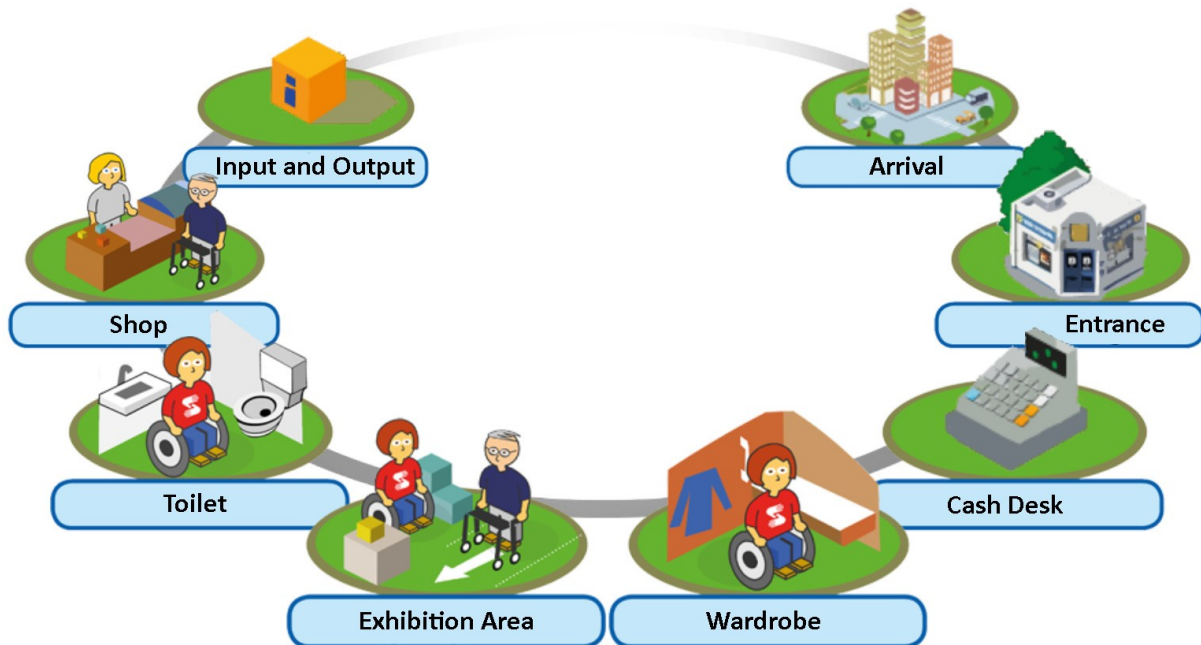 Input and Output
Arrival
Shop
Entrance
Toilet
Cash Desk
Exhibition Area
Wardrobe